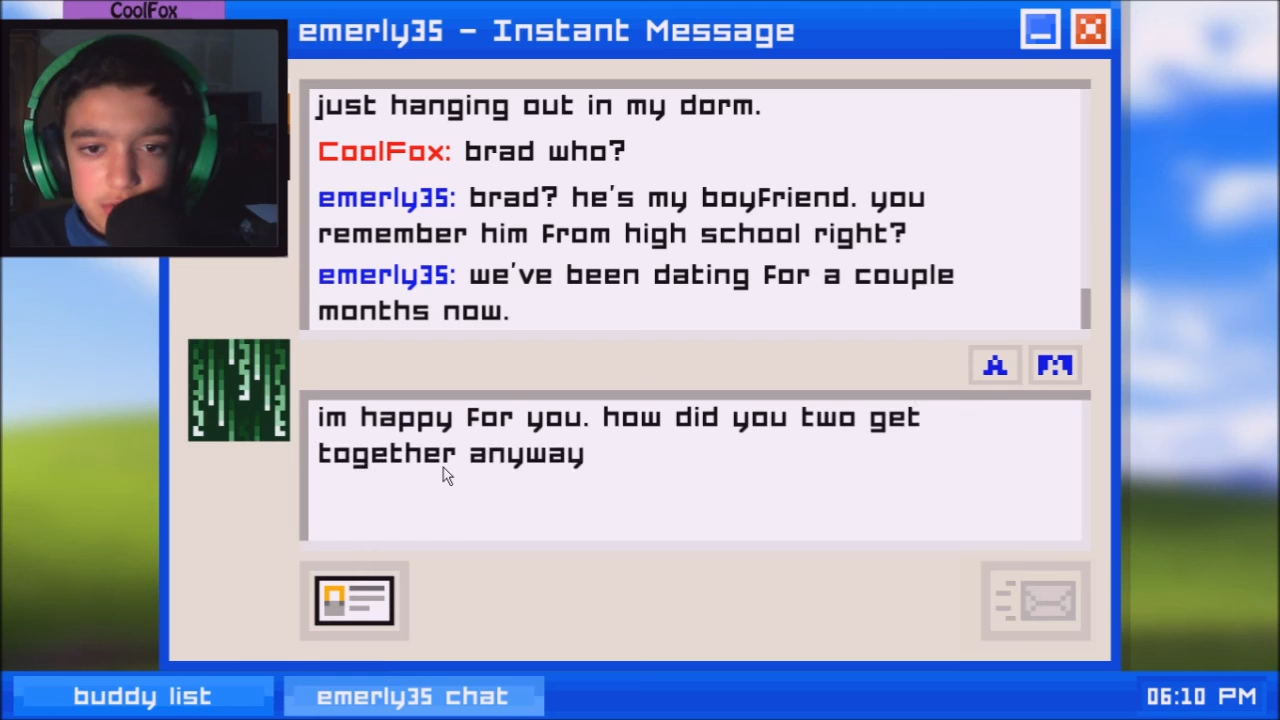 CoolFox
emerly35 - Instant Message
just hanging out in my dorm.
CoolFox: brad who?
emerly35: brad? he's my boyfriend. you
remember him from high school right?
emerly35: we've been dating for a couple
months now.
A
im happy for you. how did you two get
together anyway
buddy list
emerly35 chat
06:10 PM